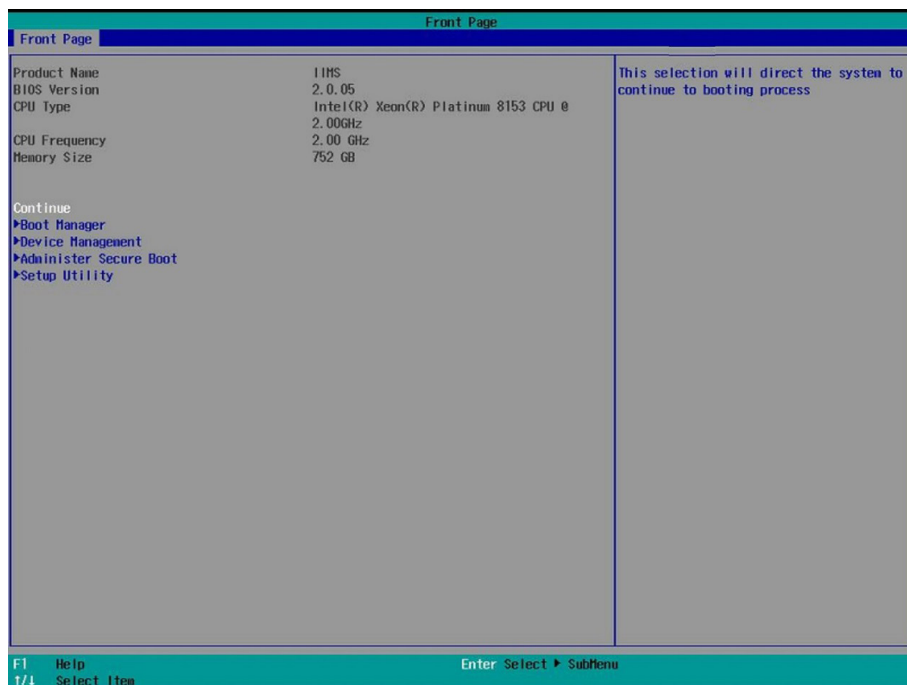 Front Page
Front Page
Product Name IIMS
BIOS Version 2.0.05
CPU Type Intel(R) Xeon(R) Platinum 8153 CPU @
2.00GHz
CPU Frequency 2.00 GHz
Memory Size 752 GB
This selection will direct the system to
continue to booting process
Continue
▶Boot Manager
▶Device Management
▶Administer Secure Boot
▶Setup Utility
F1 Help
Enter Select ▶ SubMenu
↑/↓ Select Item